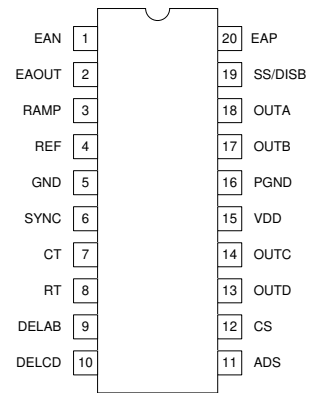 EAN 1 20 EAP
EAOUT 2 19 SS/DISB
RAMP 3 18 OUTA
REF 4 17 OUTB
GND 5 16 PGND
SYNC 6 15 VDD
CT 7 14 OUTC
RT 8 13 OUTD
DELAB 9 12 CS
DELCD 10 11 ADS